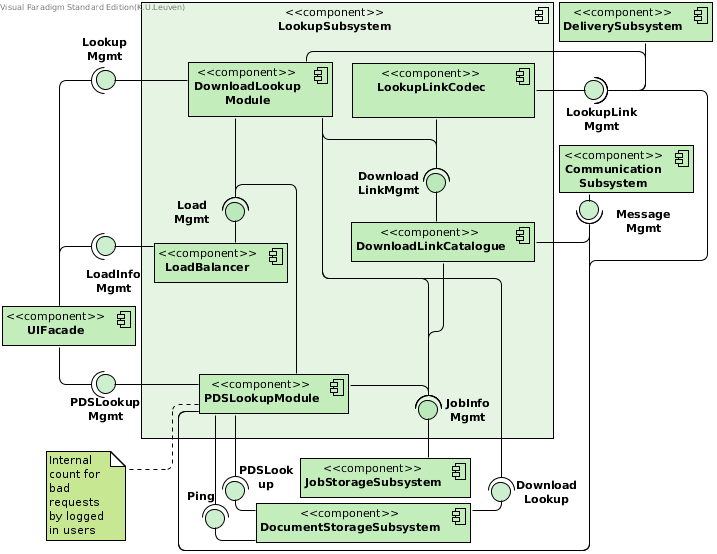 Visual Paradigm Standard Edition(K.U.Leuven)
<<component>>
LookupSubsystem
<<component>>
DeliverySubsystem
Lookup
Mgmt
<<component>>
DownloadLookup
Module
<<component>>
LookupLinkCodec
LookupLink
Mgmt
<<component>>
Communication
Subsystem
Download
LinkMgmt
Load
Mgmt
Message
Mgmt
<<component>>
DownloadLinkCatalogue
<<component>>
LoadBalancer
LoadInfo
Mgmt
<<component>>
UIFacade
<<component>>
PDSLookupModule
PDSLookup
Mgmt
JobInfo
Mgmt
Internal
count for
bad
requests
by logged
in users
PDSLook
up
<<component>>
JobStorageSubsystem
Download
Lookup
Ping
<<component>>
DocumentStorageSubsystem